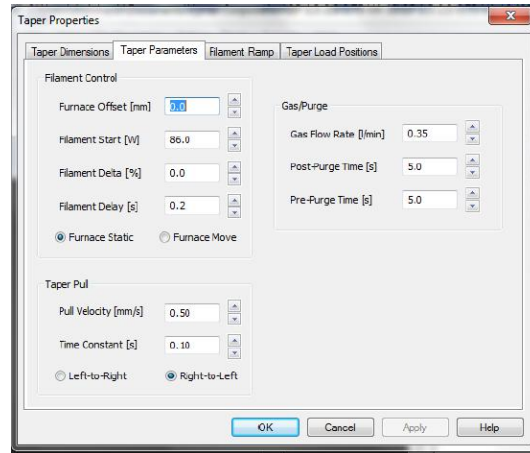 Taper Properties
Taper Dimensions Taper Parameters Filament Ramp Taper Load Positions
Filament Control
Furnace Offset [mm] 0.0
Filament Start [W] 86.0
Filament Delta [%] 0.0
Filament Delay [s] 0.2
Furnace Static Furnace Move
Gas/Purge
Gas Flow Rate [l/min] 0.35
Post-Purge Time [s] 5.0
Pre-Purge Time [s] 5.0
Taper Pull
Pull Velocity [mm/s] 0.50
Time Constant [s] 0.10
Left-to-Right Right-to-Left
OK Cancel Apply Help